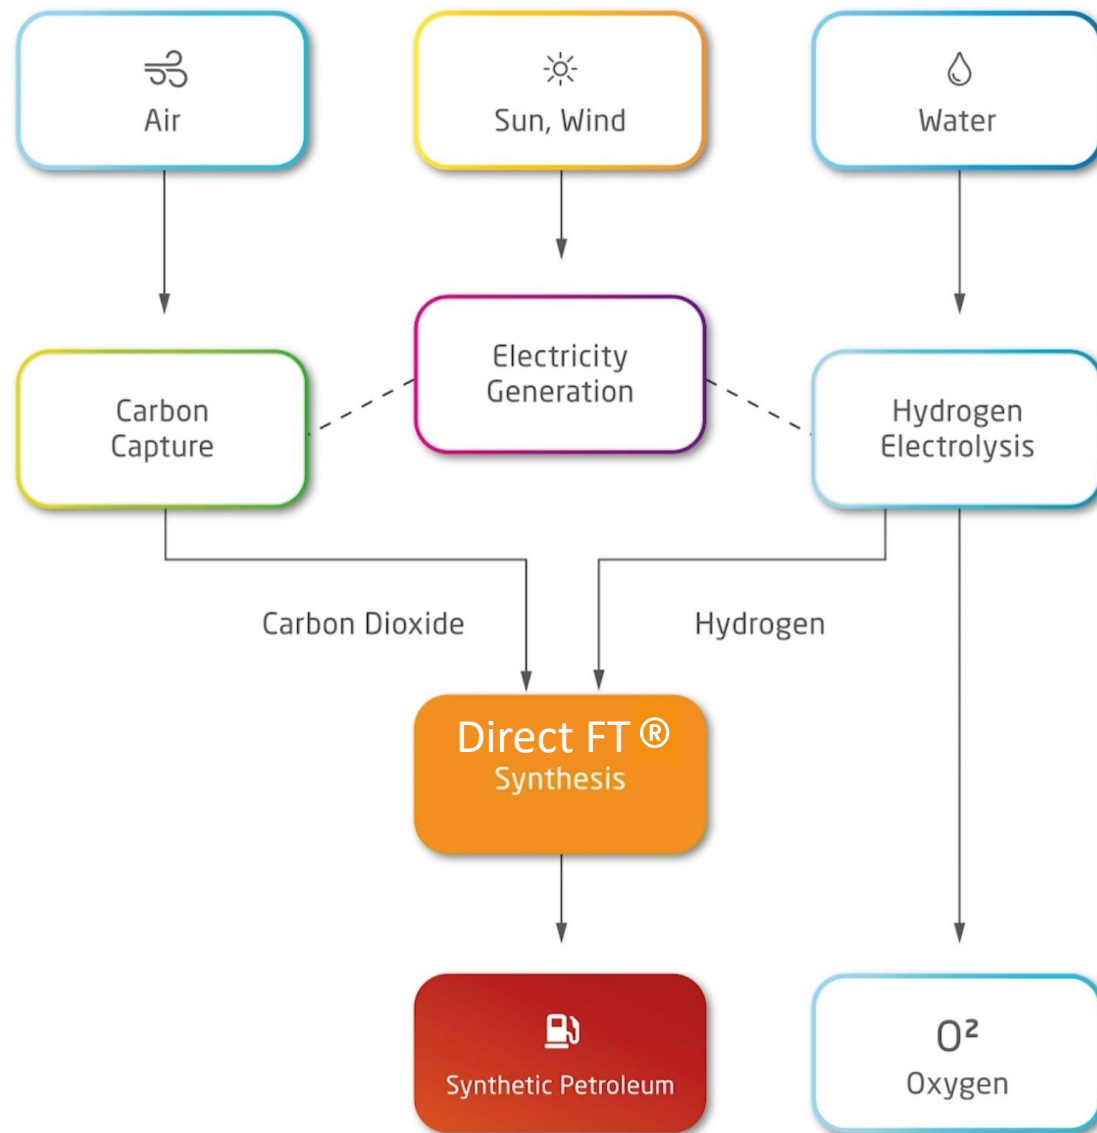 Air
Sun, Wind
Water
Carbon
Capture
Electricity
Generation
Hydrogen
Electrolysis
Carbon Dioxide
Hydrogen
Direct FT ®
Synthesis
Synthetic Petroleum
O²
Oxygen